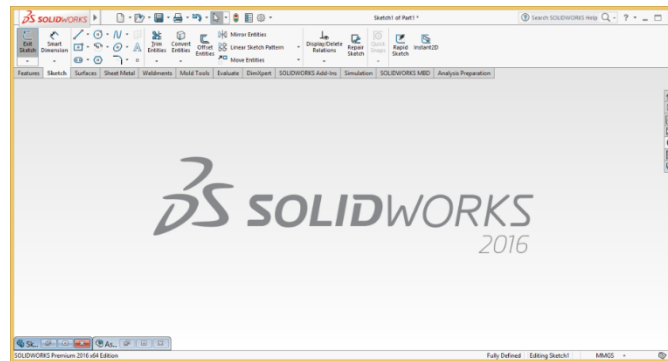 SOLIDWORKS
Sketch1 of Part1 *
Search SOLIDWORKS Help
Exit Sketch
Smart Dimension
Trim Entities
Convert Entities
Offset Entities
Mirror Entities
Linear Sketch Pattern
Move Entities
Display/Delete Relations
Repair Sketch
Quick Snaps
Rapid Sketch
Instant2D
Features Sketch Surfaces Sheet Metal Weldments Mold Tools Evaluate DimXpert SOLIDWORKS Add-Ins Simulation SOLIDWORKS MBD Analysis Preparation
SOLIDWORKS
2016
Sk...
As...
SOLIDWORKS Premium 2016 x64 Edition
Fully Defined Editing Sketch1 MMGS